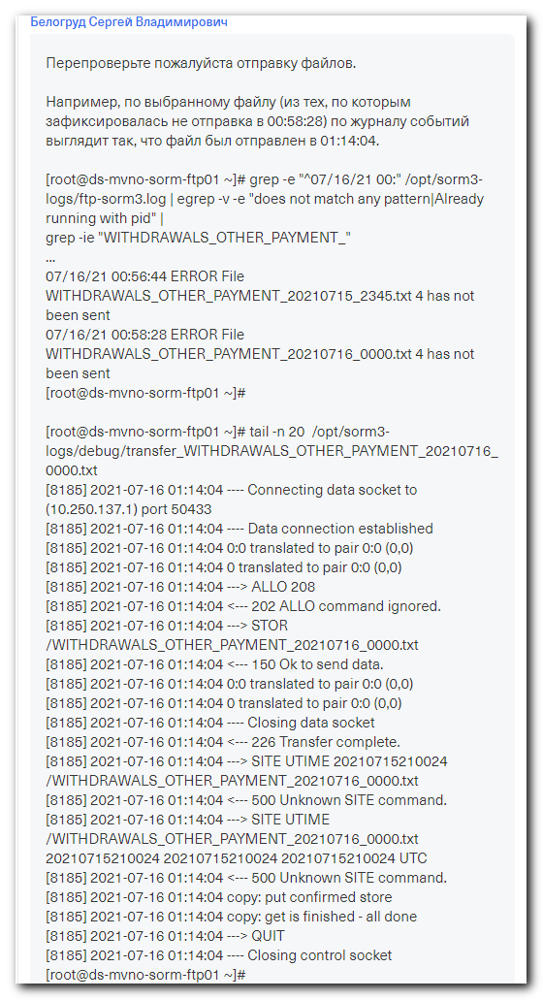 Белогруд Сергей Владимирович
Перепроверьте пожалуйста отправку файлов.
Например, по выбранному файлу (из тех, по которым
зафиксировалась не отправка в 00:58:28) по журналу событий
выглядит так, что файл был отправлен в 01:14:04.
[root@ds-mvno-sorm-ftp01 ~]# grep -e "^07/16/21 00:" /opt/sorm3-
logs/ftp-sorm3.log | egrep -v -e "does not match any pattern|Already
running with pid" |
grep -ie "WITHDRAWALS_OTHER_PAYMENT_"
...
07/16/21 00:56:44 ERROR File
WITHDRAWALS_OTHER_PAYMENT_20210715_2345.txt 4 has not
been sent
07/16/21 00:58:28 ERROR File
WITHDRAWALS_OTHER_PAYMENT_20210716_0000.txt 4 has not
been sent
[root@ds-mvno-sorm-ftp01 ~]#
[root@ds-mvno-sorm-ftp01 ~]# tail -n 20  /opt/sorm3-
logs/debug/transfer_WITHDRAWALS_OTHER_PAYMENT_20210716_
0000.txt
[8185] 2021-07-16 01:14:04 ---- Connecting data socket to
(10.250.137.1) port 50433
[8185] 2021-07-16 01:14:04 ---- Data connection established
[8185] 2021-07-16 01:14:04 0:0 translated to pair 0:0 (0,0)
[8185] 2021-07-16 01:14:04 0 translated to pair 0:0 (0,0)
[8185] 2021-07-16 01:14:04 ---> ALLO 208
[8185] 2021-07-16 01:14:04 <--- 202 ALLO command ignored.
[8185] 2021-07-16 01:14:04 ---> STOR
/WITHDRAWALS_OTHER_PAYMENT_20210716_0000.txt
[8185] 2021-07-16 01:14:04 <--- 150 Ok to send data.
[8185] 2021-07-16 01:14:04 0:0 translated to pair 0:0 (0,0)
[8185] 2021-07-16 01:14:04 0 translated to pair 0:0 (0,0)
[8185] 2021-07-16 01:14:04 ---- Closing data socket
[8185] 2021-07-16 01:14:04 <--- 226 Transfer complete.
[8185] 2021-07-16 01:14:04 ---> SITE UTIME 20210715210024
/WITHDRAWALS_OTHER_PAYMENT_20210716_0000.txt
[8185] 2021-07-16 01:14:04 <--- 500 Unknown SITE command.
[8185] 2021-07-16 01:14:04 ---> SITE UTIME
/WITHDRAWALS_OTHER_PAYMENT_20210716_0000.txt
20210715210024 20210715210024 20210715210024 UTC
[8185] 2021-07-16 01:14:04 <--- 500 Unknown SITE command.
[8185] 2021-07-16 01:14:04 copy: put confirmed store
[8185] 2021-07-16 01:14:04 copy: get is finished - all done
[8185] 2021-07-16 01:14:04 ---> QUIT
[8185] 2021-07-16 01:14:04 ---- Closing control socket
[root@ds-mvno-sorm-ftp01 ~]#